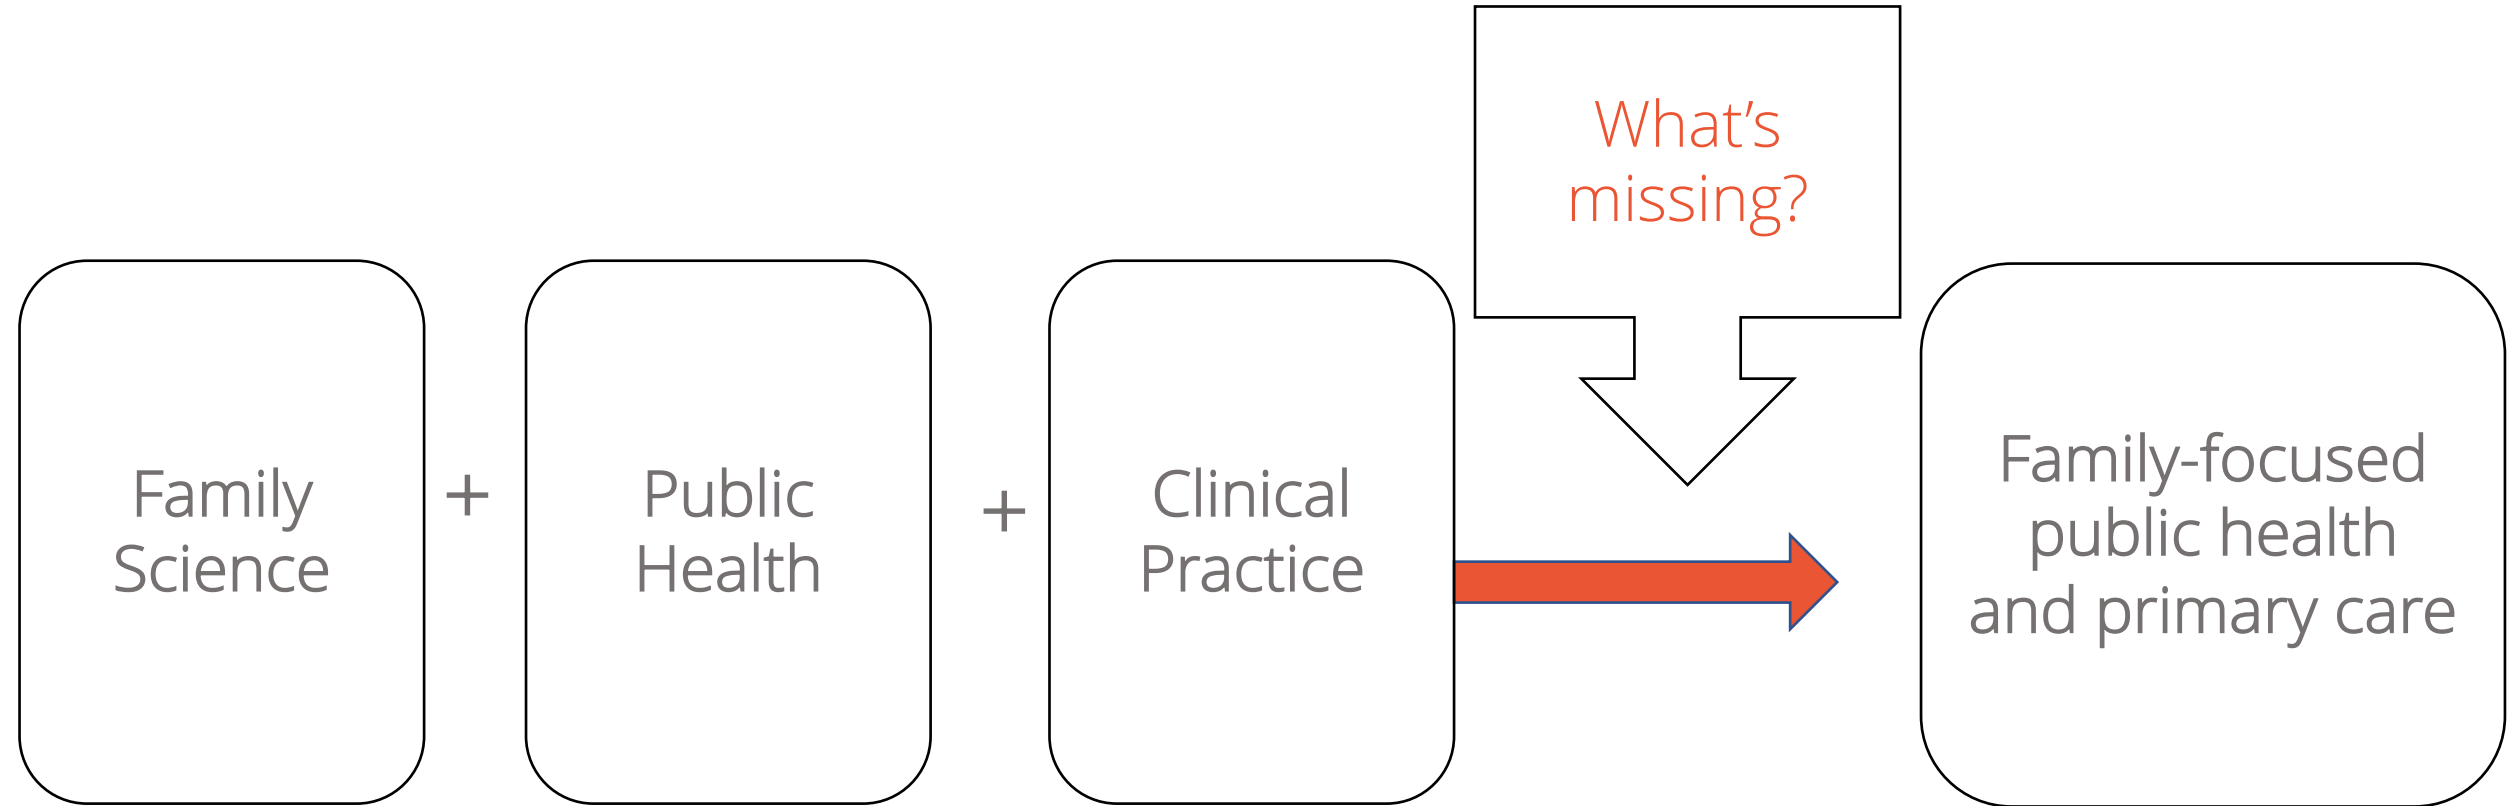 What's
missing?
Family
Science
+
Public
Health
+
Clinical
Practice
Family-focused
public health
and primary care